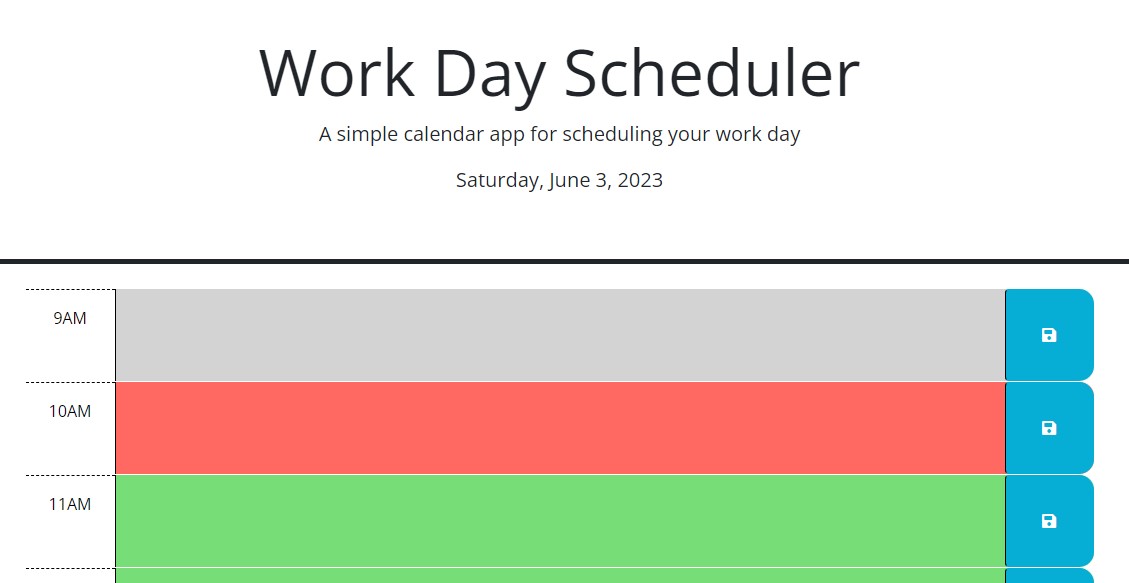 Work Day Scheduler
A simple calendar app for scheduling your work day
Saturday, June 3, 2023
9AM
10AM
11AM